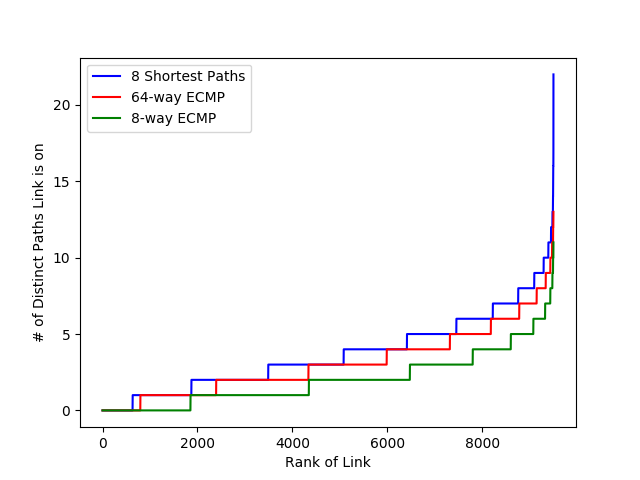 8 Shortest Paths
64-way ECMP
8-way ECMP
# of Distinct Paths Link is on
20
15
10
5
0
0 2000 4000 6000 8000
Rank of Link